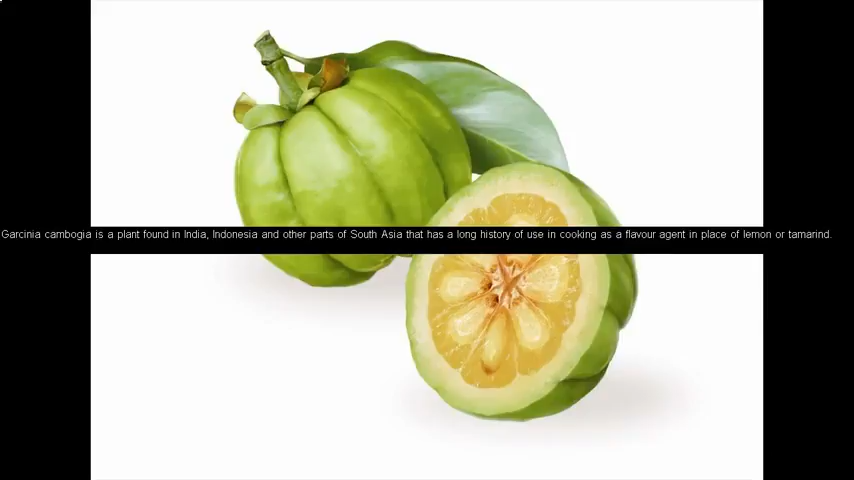 Garcinia cambogia is a plant found in India, Indonesia and other parts of South Asia that has a long history of use in cooking as a flavour agent in place of lemon or tamarind.